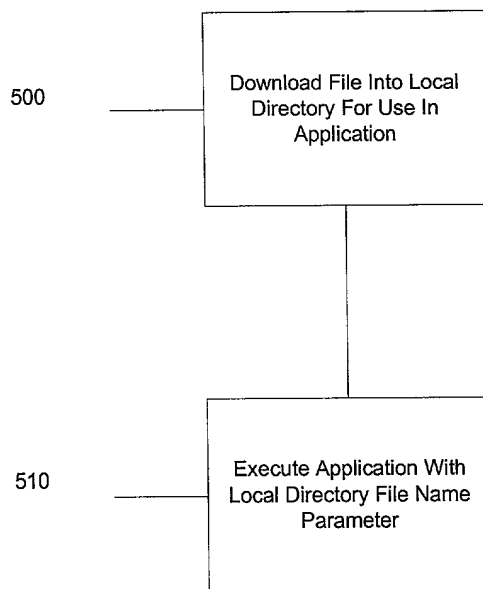 500
Download File Into Local
Directory For Use In
Application
510
Execute Application With
Local Directory File Name
Parameter